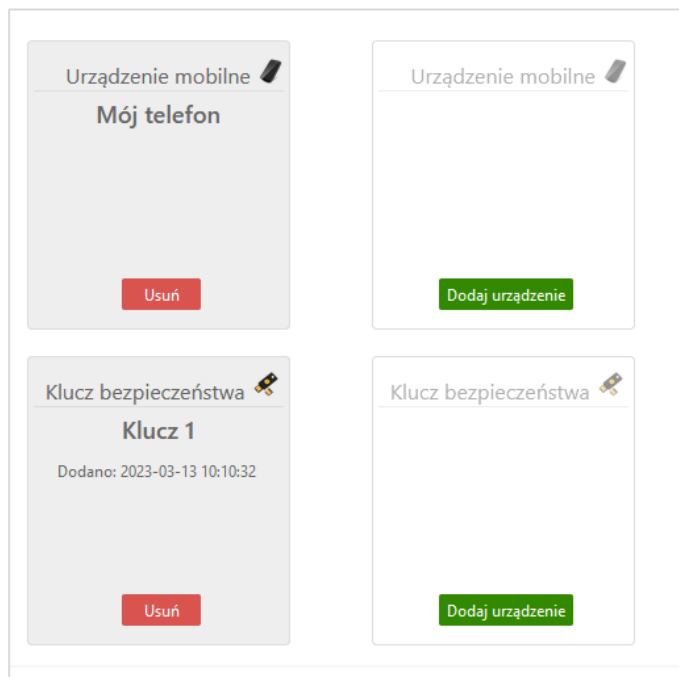 Urządzenie mobilne
Mój telefon
Usuń
Urządzenie mobilne
Dodaj urządzenie
Klucz bezpieczeństwa
Klucz 1
Dodano: 2023-03-13 10:10:32
Usuń
Klucz bezpieczeństwa
Dodaj urządzenie